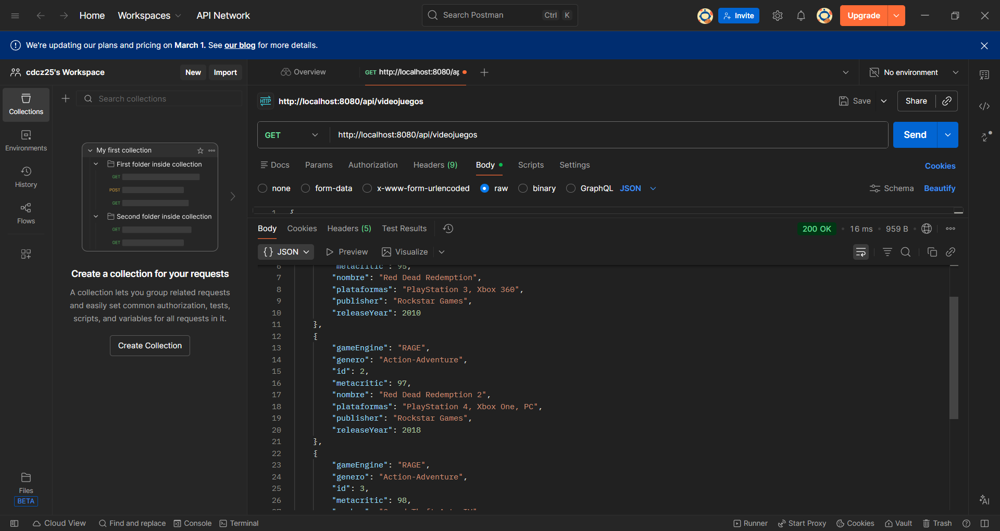 Home
Workspaces
API Network
Search Postman
Ctrl K
Invite
Upgrade
We're updating our plans and pricing on March 1. See our blog for more details.
cdcz25's Workspace
New
Import
Overview
GET http://localhost:8080/ap
No environment
Collections
Environments
History
Flows
Files
BETA
Search collections
My first collection
First folder inside collection
GET
POST
GET
Second folder inside collection
GET
GET
Create a collection for your requests
A collection lets you group related requests
and easily set common authorization, tests,
scripts, and variables for all requests in it.
Create Collection
HTTP http://localhost:8080/api/videojuegos
Save
Share
GET http://localhost:8080/api/videojuegos
Send
Docs Params Authorization Headers (9) Body Scripts Settings
Cookies
none form-data x-www-form-urlencoded raw binary GraphQL JSON
Schema Beautify
1 {
Body Cookies Headers (5) Test Results
200 OK • 16 ms • 959 B
{} JSON Preview Visualize
6 "metacritic": 95,
7 "nombre": "Red Dead Redemption",
8 "plataformas": "PlayStation 3, Xbox 360",
9 "publisher": "Rockstar Games",
10 "releaseYear": 2010
11 },
12 {
13 "gameEngine": "RAGE",
14 "genero": "Action-Adventure",
15 "id": 2,
16 "metacritic": 97,
17 "nombre": "Red Dead Redemption 2",
18 "plataformas": "PlayStation 4, Xbox One, PC",
19 "publisher": "Rockstar Games",
20 "releaseYear": 2018
21 },
22 {
23 "gameEngine": "RAGE",
24 "genero": "Action-Adventure",
25 "id": 3,
26 "metacritic": 98,
AI
Cloud View
Find and replace
Console
Terminal
Runner
Start Proxy
Cookies
Vault
Trash